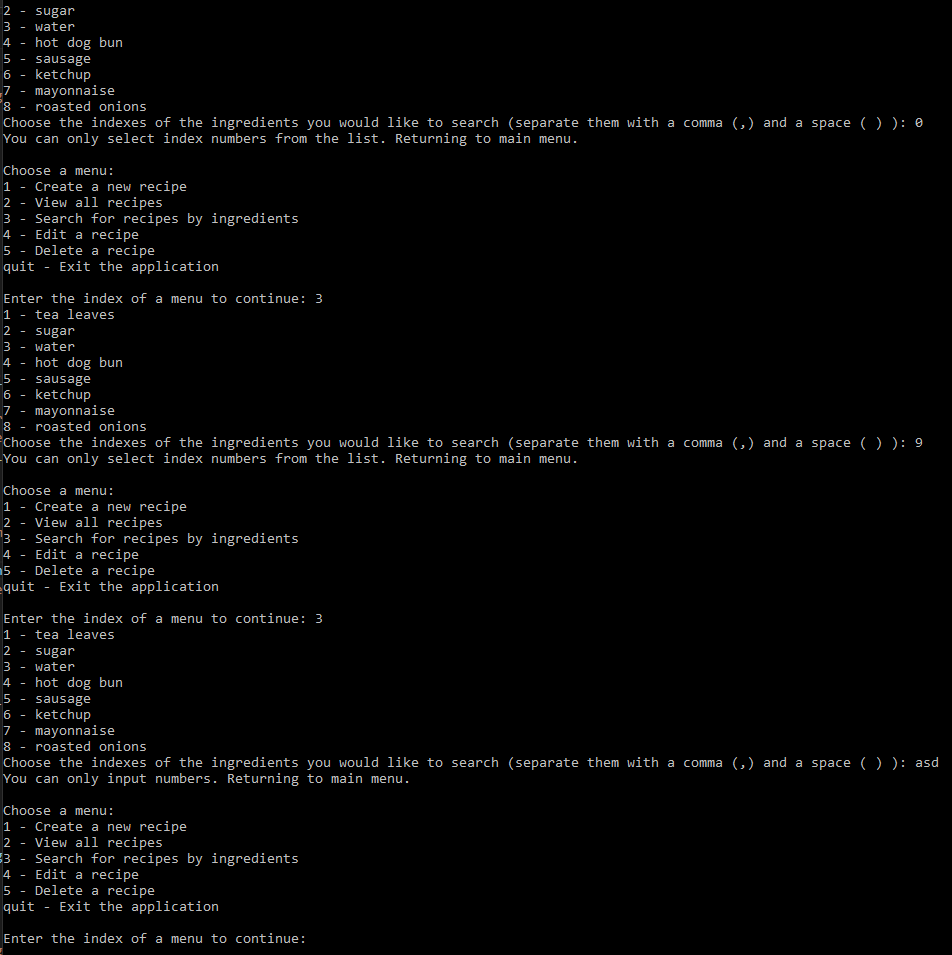 2 - sugar
3 - water
4 - hot dog bun
5 - sausage
6 - ketchup
7 - mayonnaise
8 - roasted onions
Choose the indexes of the ingredients you would like to search (separate them with a comma (,) and a space ( ) ): 0
You can only select index numbers from the list. Returning to main menu.
Choose a menu:
1 - Create a new recipe
2 - View all recipes
3 - Search for recipes by ingredients
4 - Edit a recipe
5 - Delete a recipe
quit - Exit the application
Enter the index of a menu to continue: 3
1 - tea leaves
2 - sugar
3 - water
4 - hot dog bun
5 - sausage
6 - ketchup
7 - mayonnaise
8 - roasted onions
Choose the indexes of the ingredients you would like to search (separate them with a comma (,) and a space ( ) ): 9
You can only select index numbers from the list. Returning to main menu.
Choose a menu:
1 - Create a new recipe
2 - View all recipes
3 - Search for recipes by ingredients
4 - Edit a recipe
5 - Delete a recipe
quit - Exit the application
Enter the index of a menu to continue: 3
1 - tea leaves
2 - sugar
3 - water
4 - hot dog bun
5 - sausage
6 - ketchup
7 - mayonnaise
8 - roasted onions
Choose the indexes of the ingredients you would like to search (separate them with a comma (,) and a space ( ) ): asd
You can only input numbers. Returning to main menu.
Choose a menu:
1 - Create a new recipe
2 - View all recipes
3 - Search for recipes by ingredients
4 - Edit a recipe
5 - Delete a recipe
quit - Exit the application
Enter the index of a menu to continue: